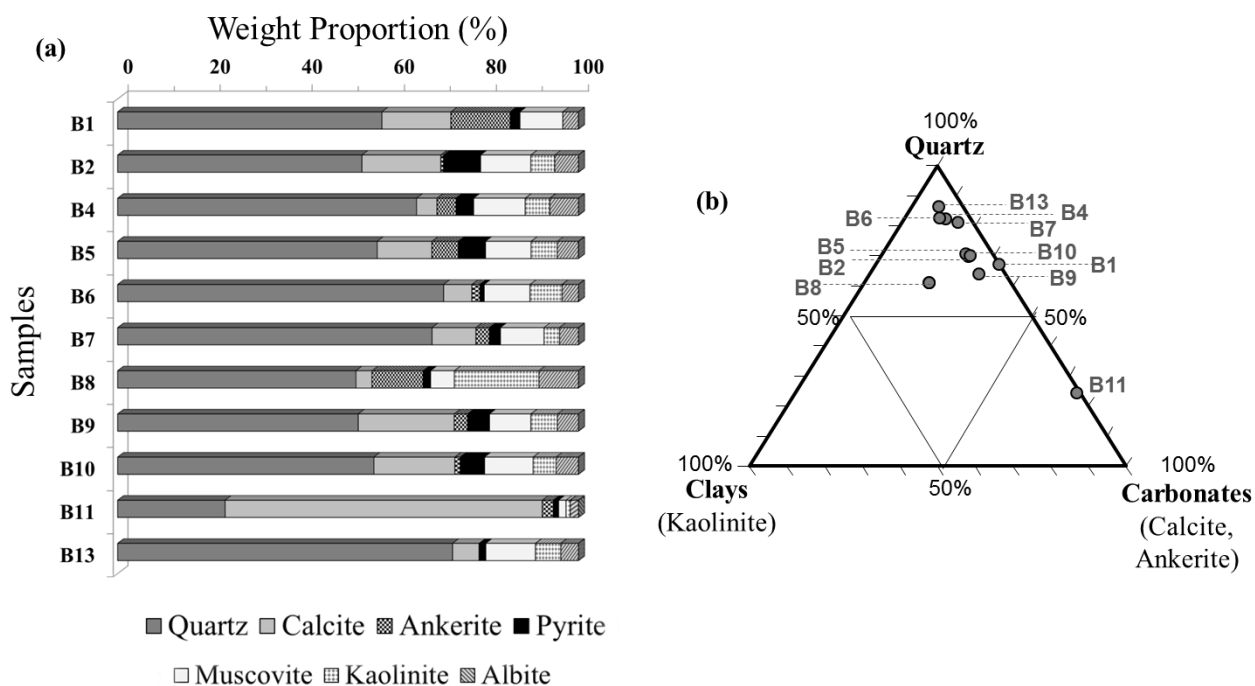 Weight Proportion (%)
(a)
0 20 40 60 80 100
B1
B2
B4
B5
B6
B7
B8
B9
B10
B11
B13
Samples
Quartz Calcite Ankerite Pyrite
Muscovite Kaolinite Albite
(b)
100%
Quartz
B13
B4
B6
B7
B5
B10
B2
B1
B9
B8
50% 50%
B11
100% 100%
Clays 50% Carbonates
(Kaolinite) (Calcite,
Ankerite)